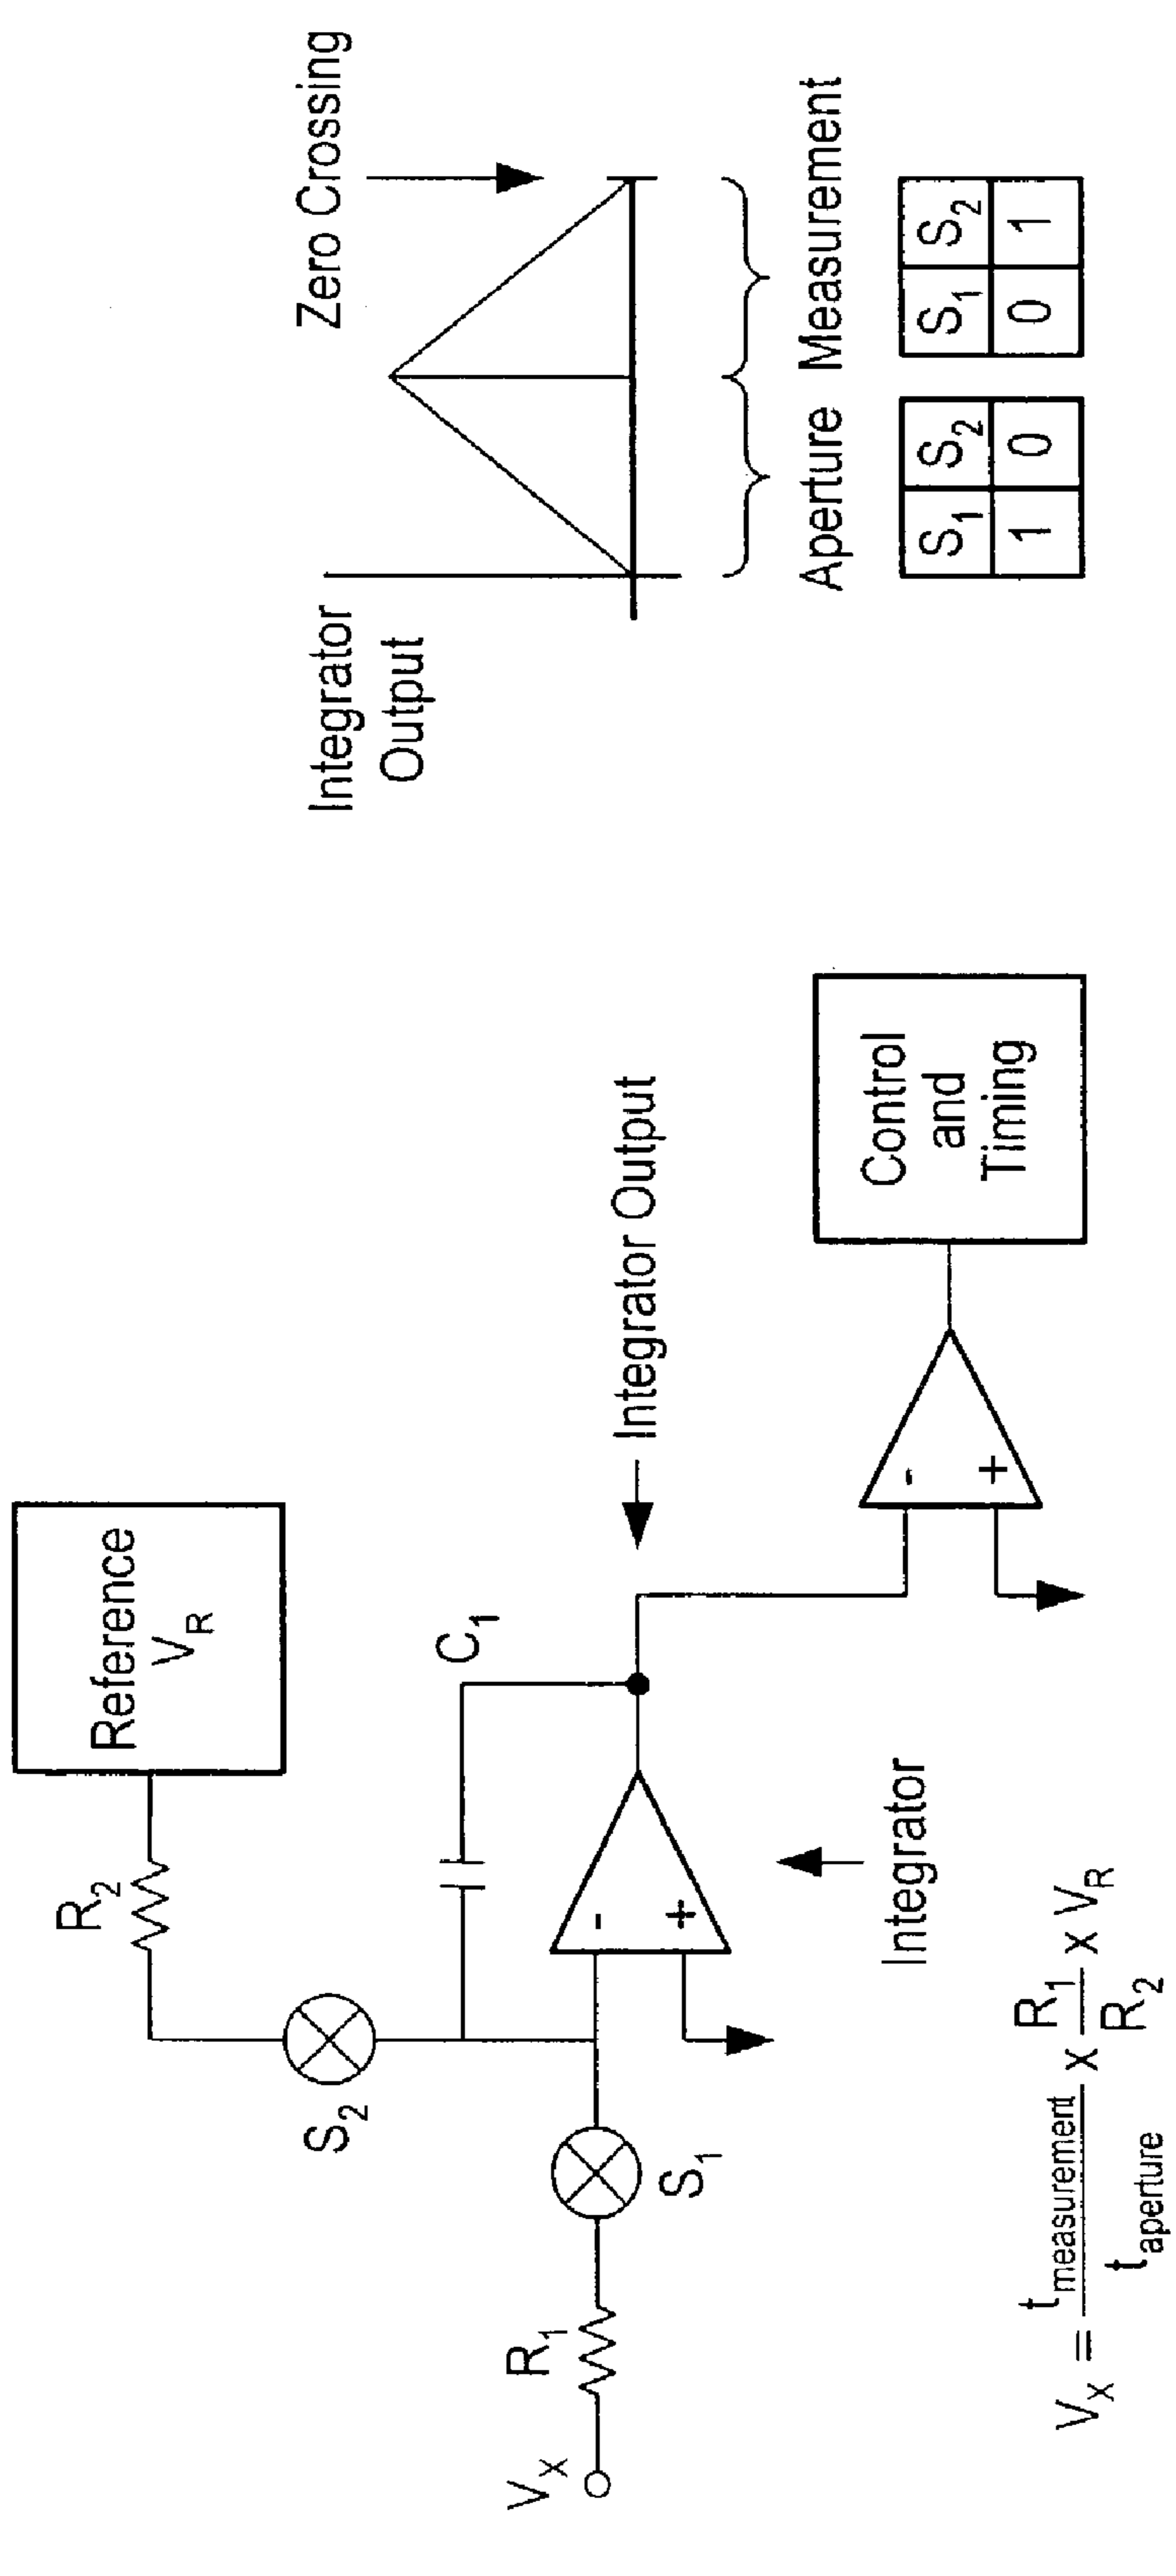 Reference
V_R
R_2
S_2
C_1
V_X
R_1
S_1
-
+
Integrator
Integrator Output
-
+
Control
and
Timing
V_X = t_measurement / t_aperture x R_1 / R_2 x V_R
Integrator
Output
Zero Crossing
Aperture Measurement
S_1 S_2
1 0
S_1 S_2
0 1